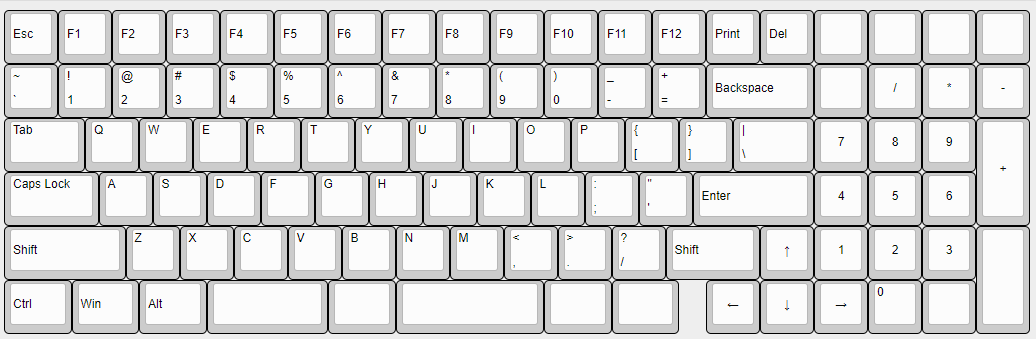 Esc F1 F2 F3 F4 F5 F6 F7 F8 F9 F10 F11 F12 Print Del
~ ! @ # $ % ^ & * ( ) _ +
` 1 2 3 4 5 6 7 8 9 0 - = Backspace / * -
Tab Q W E R T Y U I O P { } |
[ ] \ 7 8 9 +
Caps Lock A S D F G H J K L : "
; ' Enter 4 5 6
Shift Z X C V B N M < > ?
, . / Shift ↑ 1 2 3
Ctrl Win Alt ← ↓ → 0